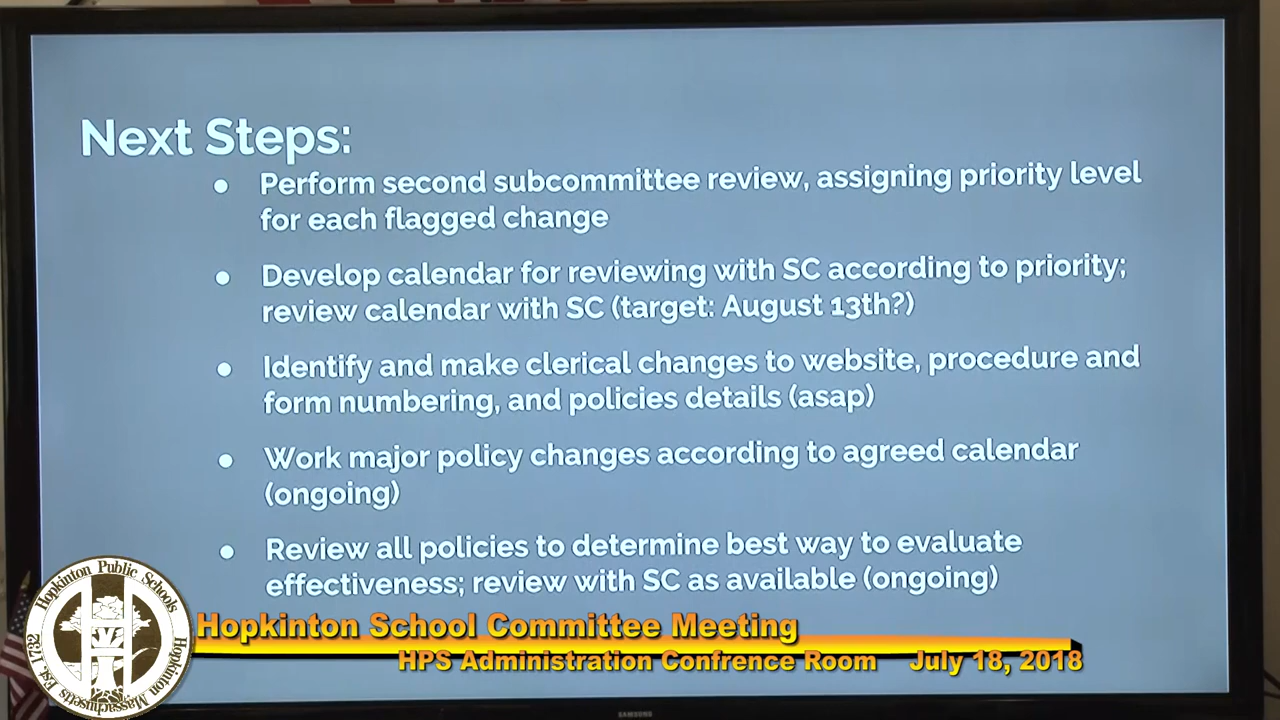 Next Steps:
● Perform second subcommittee review, assigning priority level
for each flagged change
● Develop calendar for reviewing with SC according to priority;
review calendar with SC (target: August 13th?)
● Identify and make clerical changes to website, procedure and
form numbering, and policies details (asap)
● Work major policy changes according to agreed calendar
(ongoing)
● Review all policies to determine best way to evaluate
effectiveness; review with SC as available (ongoing)
Hopkinton Public Schools
Hopkinton Massachusetts Est. 1732
H
Hopkinton School Committee Meeting
HPS Administration Confrence Room July 18, 2018
SAMSUNG